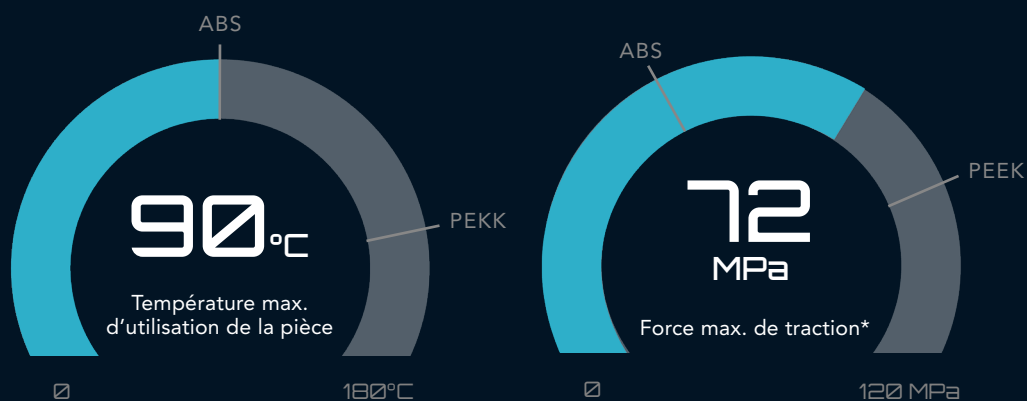 ABS
PEKK
90°C
Température max.
d'utilisation de la pièce
0
180°C
ABS
PEEK
72
MPa
Force max. de traction*
0
120 MPa